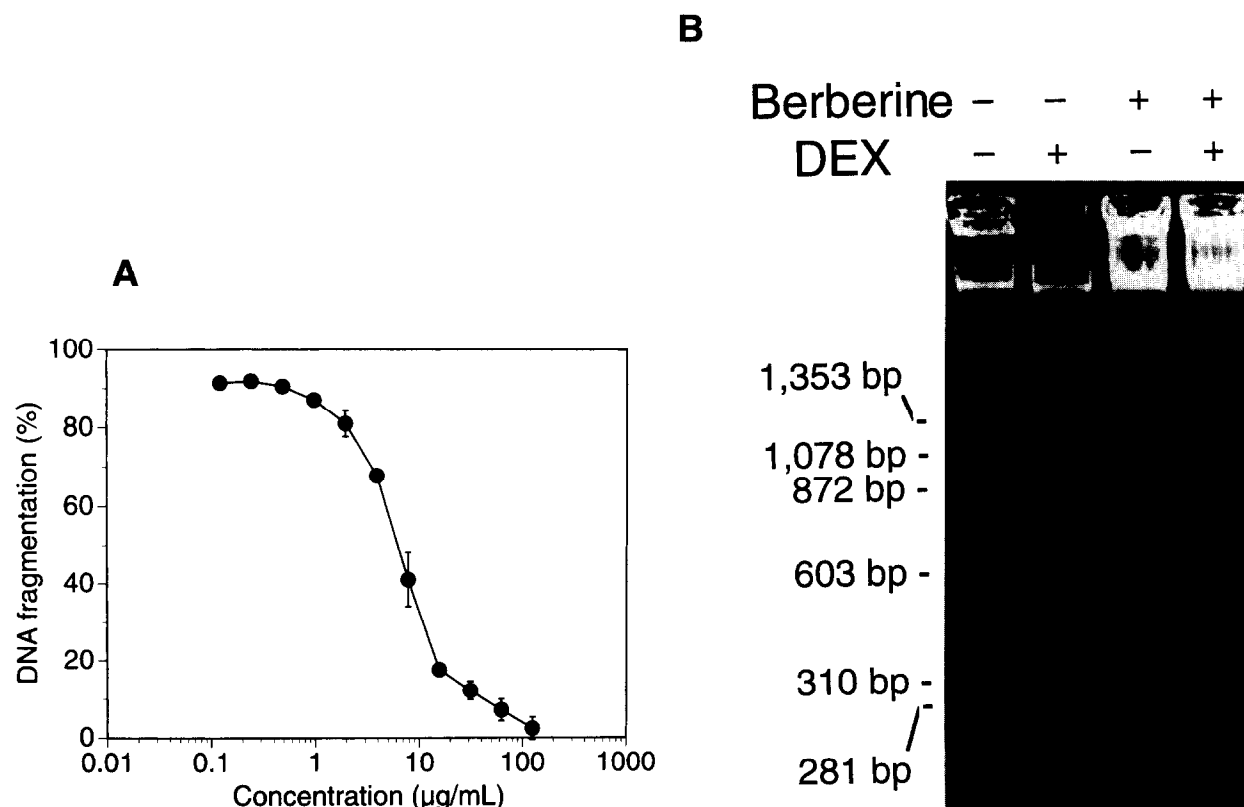 B
Berberine - - + +
DEX - + - +
A
100
80
60
40
20
0
DNA fragmentation (%)
0.01 0.1 1 10 100 1000
Concentration (µg/mL)
1,353 bp
1,078 bp -
872 bp -
603 bp -
310 bp -
281 bp